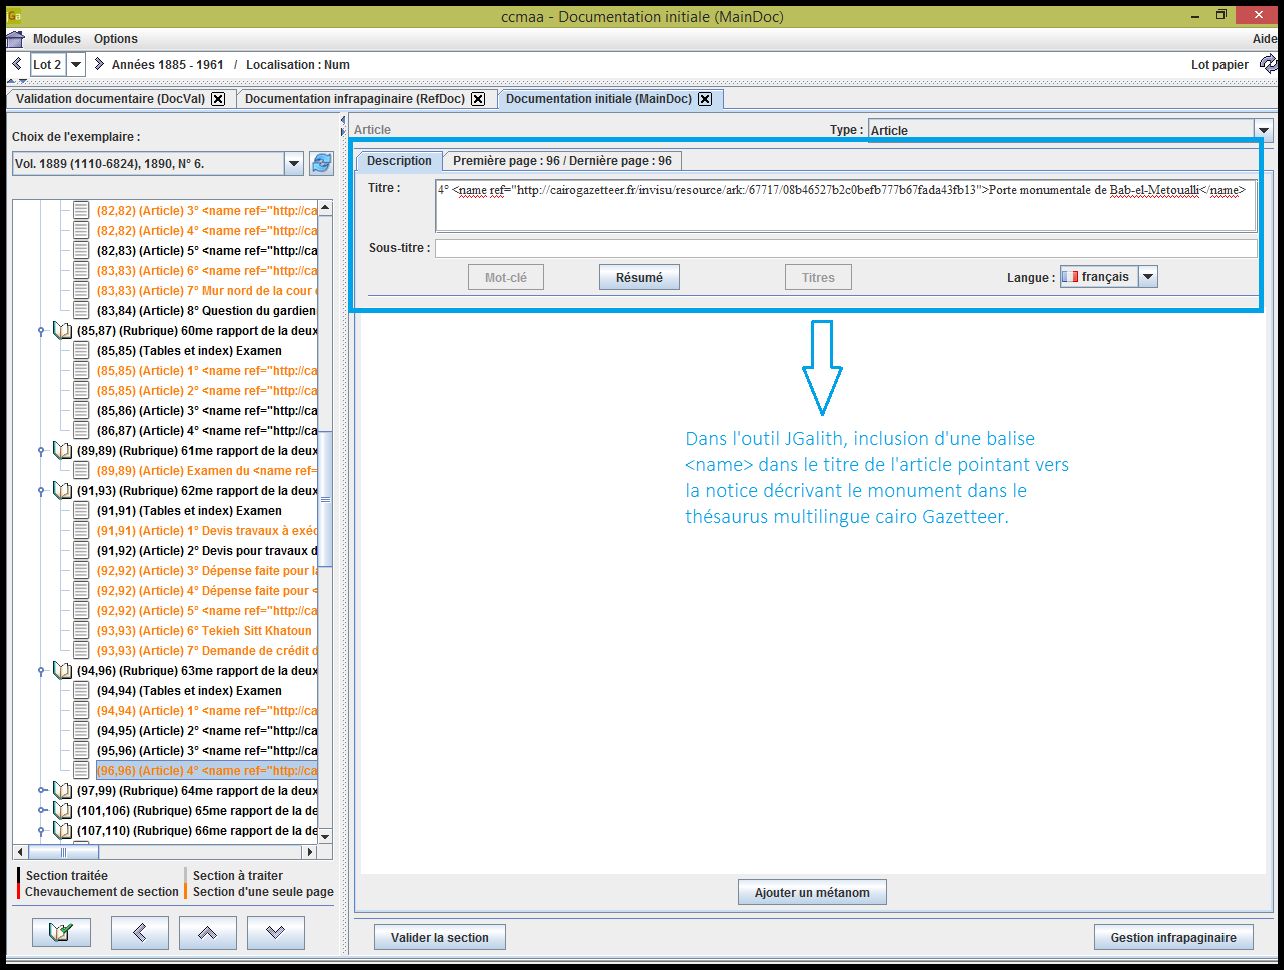 ccmaa - Documentation initiale (MainDoc)
Modules Options Aide
Lot 2 Années 1885 - 1961 / Localisation : Num Lot papier
Validation documentaire (DocVal) Documentation infrapaginaire (RefDoc) Documentation initiale (MainDoc)
Choix de l'exemplaire :
Vol. 1889 (1110-6824), 1890, N° 6.
(82,82) (Article) 3° <name ref="http://ca
(82,82) (Article) 4° <name ref="http://ca
(82,83) (Article) 5° <name ref="http://ca
(83,83) (Article) 6° <name ref="http://ca
(83,83) (Article) 7° Mur nord de la cour
(83,84) (Article) 8° Question du gardien
(85,87) (Rubrique) 60me rapport de la deux
(85,85) (Tables et index) Examen
(85,85) (Article) 1° <name ref="http://ca
(85,85) (Article) 2° <name ref="http://ca
(85,86) (Article) 3° <name ref="http://ca
(86,87) (Article) 4° <name ref="http://ca
(89,89) (Rubrique) 61me rapport de la deux
(89,89) (Article) Examen du <name ref=
(91,93) (Rubrique) 62me rapport de la deux
(91,91) (Tables et index) Examen
(91,91) (Article) 1° Devis travaux à exéc
(91,92) (Article) 2° Devis pour travaux d
(92,92) (Article) 3° Dépense faite pour la
(92,92) (Article) 4° Dépense faite pour <
(92,92) (Article) 5° <name ref="http://ca
(93,93) (Article) 6° Tekieh Sitt Khatoun
(93,93) (Article) 7° Demande de crédit d
(94,96) (Rubrique) 63me rapport de la deux
(94,94) (Tables et index) Examen
(94,94) (Article) 1° <name ref="http://ca
(94,95) (Article) 2° <name ref="http://ca
(95,96) (Article) 3° <name ref="http://ca
(96,96) (Article) 4° <name ref="http://ca
(97,99) (Rubrique) 64me rapport de la deux
(101,106) (Rubrique) 65me rapport de la de
(107,110) (Rubrique) 66me rapport de la de
Section traitée Section à traiter
Chevauchement de section Section d'une seule page
Article Type : Article
Description Première page : 96 / Dernière page : 96
Titre : 4° <name ref="http://cairogazetteer.fr/invisu/resource/ark:/67717/08b46527b2c0befb777b67fada43fb13">Porte monumentale de Bab-el-Metoualli</name>
Sous-titre :
Mot-clé Résumé Titres Langue : français
Dans l'outil JGalith, inclusion d'une balise
<name> dans le titre de l'article pointant vers
la notice décrivant le monument dans le
thésaurus multilingue cairo Gazetteer.
Ajouter un métanom
Valider la section Gestion infrapaginaire